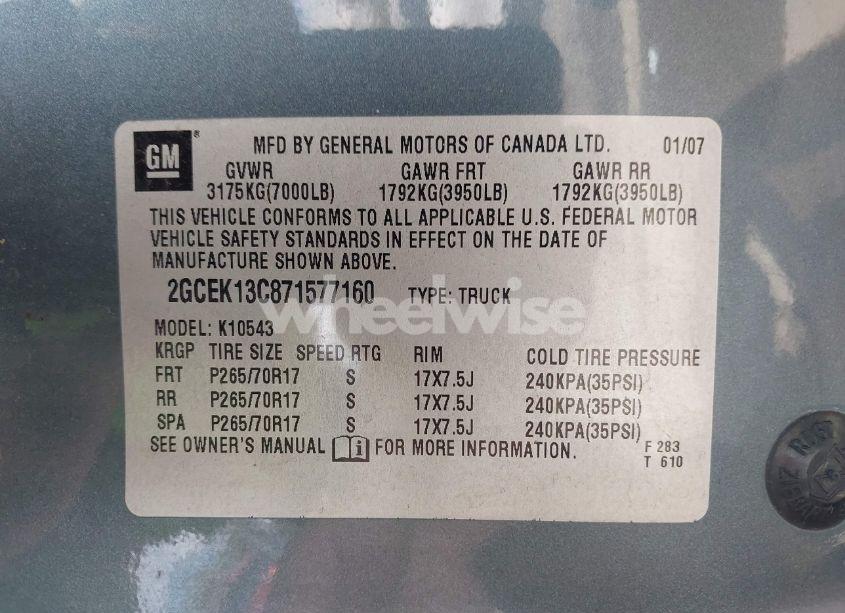 GM ® MFD BY GENERAL MOTORS OF CANADA LTD. 01/07
GVWR GAWR FRT GAWR RR
3175KG(7000LB) 1792KG(3950LB) 1792KG(3950LB)
THIS VEHICLE CONFORMS TO ALL APPLICABLE U.S. FEDERAL MOTOR
VEHICLE SAFETY STANDARDS IN EFFECT ON THE DATE OF
MANUFACTURE SHOWN ABOVE.
2GCEK13C871577160 TYPE: TRUCK
wheelwise
MODEL: K10543
KRGP TIRE SIZE SPEED RTG RIM COLD TIRE PRESSURE
FRT P265/70R17 S 17X7.5J 240KPA(35PSI)
RR P265/70R17 S 17X7.5J 240KPA(35PSI)
SPA P265/70R17 S 17X7.5J 240KPA(35PSI)
SEE OWNER'S MANUAL i FOR MORE INFORMATION.
F 283
T 610